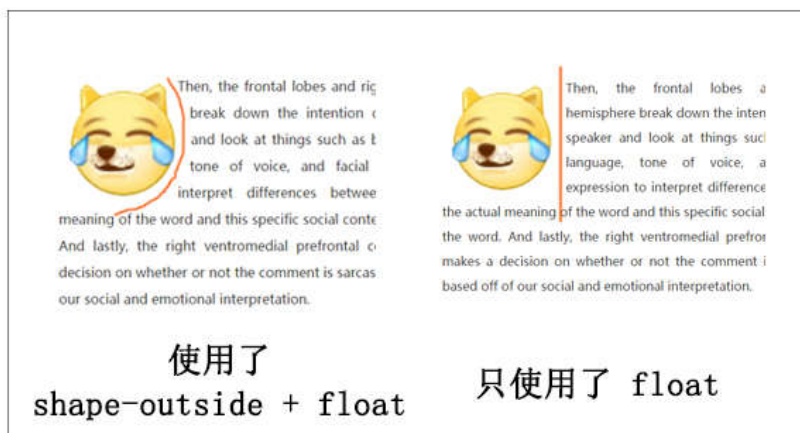 Then, the frontal lobes and rig
break down the intention
and look at things such as
tone of voice, and facial
interpret differences betwee
meaning of the word and this specific social conte
And lastly, the right ventromedial prefrontal
decision on whether or not the comment is sarcas
our social and emotional interpretation.
使用了
shape-outside + float
Then, the frontal lobes
hemisphere break down the inten
speaker and look at things suc
language, tone of voice,
expression to interpret difference
the actual meaning of the word and this specific social
the word. And lastly, the right ventromedial prefror
makes a decision on whether or not the comment
based off of our social and emotional interpretation.
只使用了 float